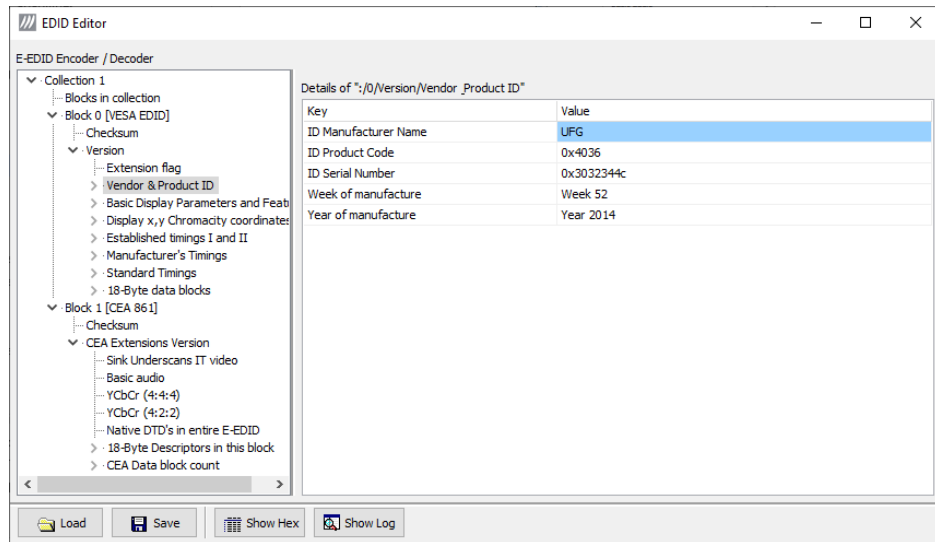 EDID Editor
E-EDID Encoder / Decoder
Collection 1
Blocks in collection
Block 0 [VESA EDID]
Checksum
Version
Extension flag
Vendor & Product ID
Basic Display Parameters and Featu
Display x,y Chromacity coordinates
Established timings I and II
Manufacturer's Timings
Standard Timings
18-Byte data blocks
Block 1 [CEA 861]
Checksum
CEA Extensions Version
Sink Underscans IT video
Basic audio
YCbCr (4:4:4)
YCbCr (4:2:2)
Native DTD's in entire E-EDID
18-Byte Descriptors in this block
CEA Data block count
Details of ":/0/Version/Vendor _Product ID"
Key Value
ID Manufacturer Name UFG
ID Product Code 0x4036
ID Serial Number 0x3032344c
Week of manufacture Week 52
Year of manufacture Year 2014
Load Save Show Hex Show Log